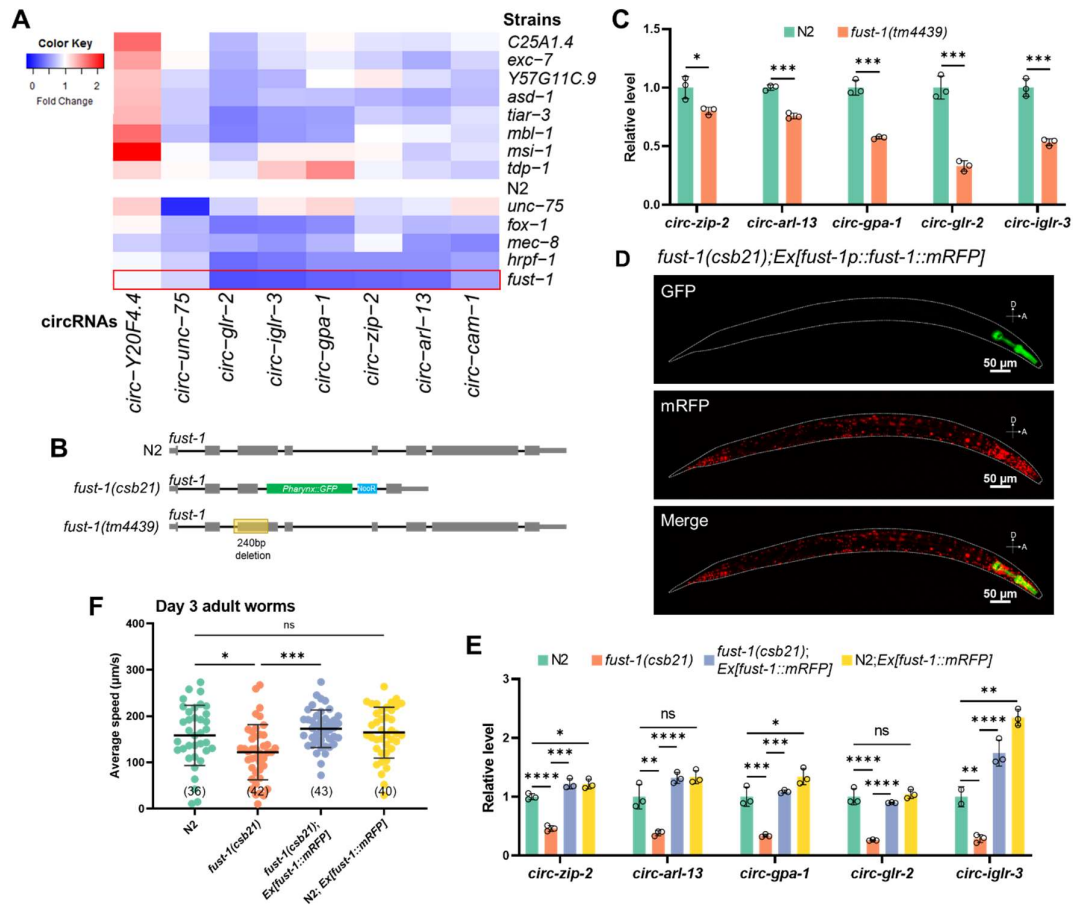 A
Color Key
0 1 2
Fold Change
Strains
C25A1.4
exc-7
Y57G11C.9
asd-1
tiar-3
mbl-1
msi-1
tdp-1
N2
unc-75
fox-1
mec-8
hrpf-1
fust-1
circRNAs
circ-Y20F4.4
circ-unc-75
circ-glr-2
circ-iglr-3
circ-gpa-1
circ-zip-2
circ-arl-13
circ-cam-1
B
fust-1
N2
fust-1
fust-1(csb21)
Pharynx::GFP
NeoR
fust-1
fust-1(tm4439)
240bp
deletion
C
N2 fust-1(tm4439)
Relative level
1.5
1.0
0.5
0.0
* *** *** *** ***
circ-zip-2 circ-arl-13 circ-gpa-1 circ-glr-2 circ-iglr-3
D
fust-1(csb21);Ex[fust-1p::fust-1::mRFP]
GFP
D
A
50 µm
mRFP
D
A
50 µm
Merge
D
A
50 µm
E
N2 fust-1(csb21) fust-1(csb21);
Ex[fust-1::mRFP] N2;Ex[fust-1::mRFP]
Relative level
3
2
1
0
* ns * ns **
*** **** *** **** ****
**** ** *** **** **
circ-zip-2 circ-arl-13 circ-gpa-1 circ-glr-2 circ-iglr-3
F
Day 3 adult worms
Average speed (µm/s)
400
300
200
100
0
ns
* ***
(36) (42) (43) (40)
N2
fust-1(csb21)
fust-1(csb21);
Ex[fust-1::mRFP]
N2; Ex[fust-1::mRFP]